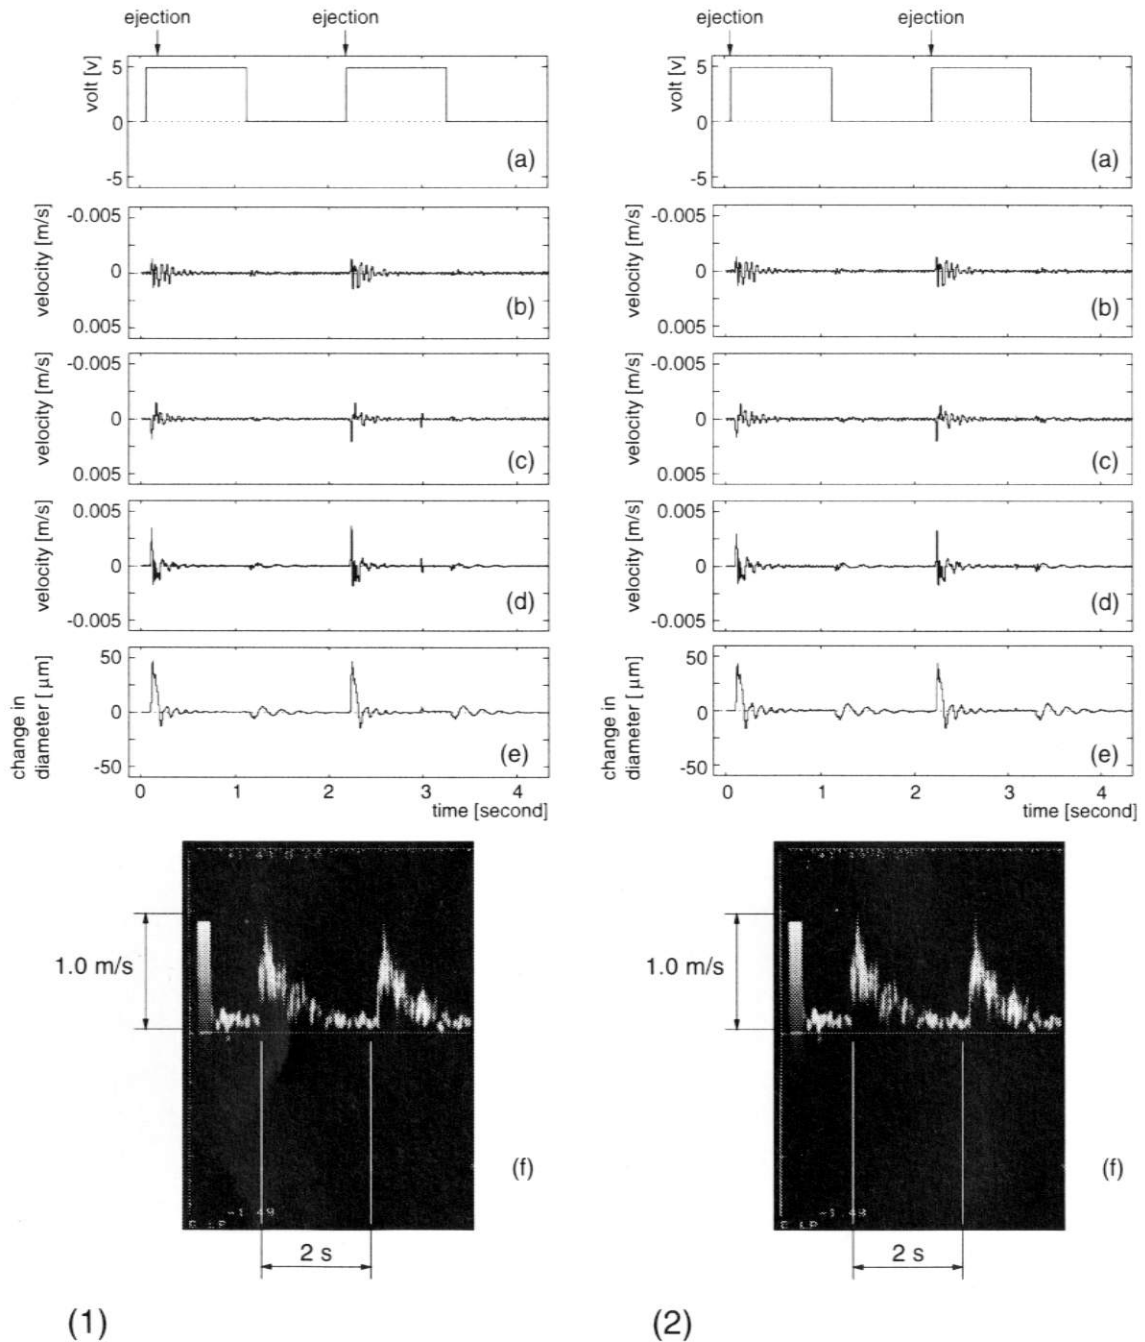 ejection ejection
volt [v]
5
0
-5
(a)
velocity [m/s]
-0.005
0
0.005
(b)
velocity [m/s]
-0.005
0
0.005
(c)
velocity [m/s]
0.005
0
-0.005
(d)
change in
diameter [ μm]
50
0
-50
(e)
0 1 2 3 4
time [second]
1.0 m/s
-1.49
(f)
2 s
(1)
ejection ejection
volt [v]
5
0
-5
(a)
velocity [m/s]
-0.005
0
0.005
(b)
velocity [m/s]
-0.005
0
0.005
(c)
velocity [m/s]
0.005
0
-0.005
(d)
change in
diameter [ μm]
50
0
-50
(e)
0 1 2 3 4
time [second]
1.0 m/s
-1.49
(f)
2 s
(2)